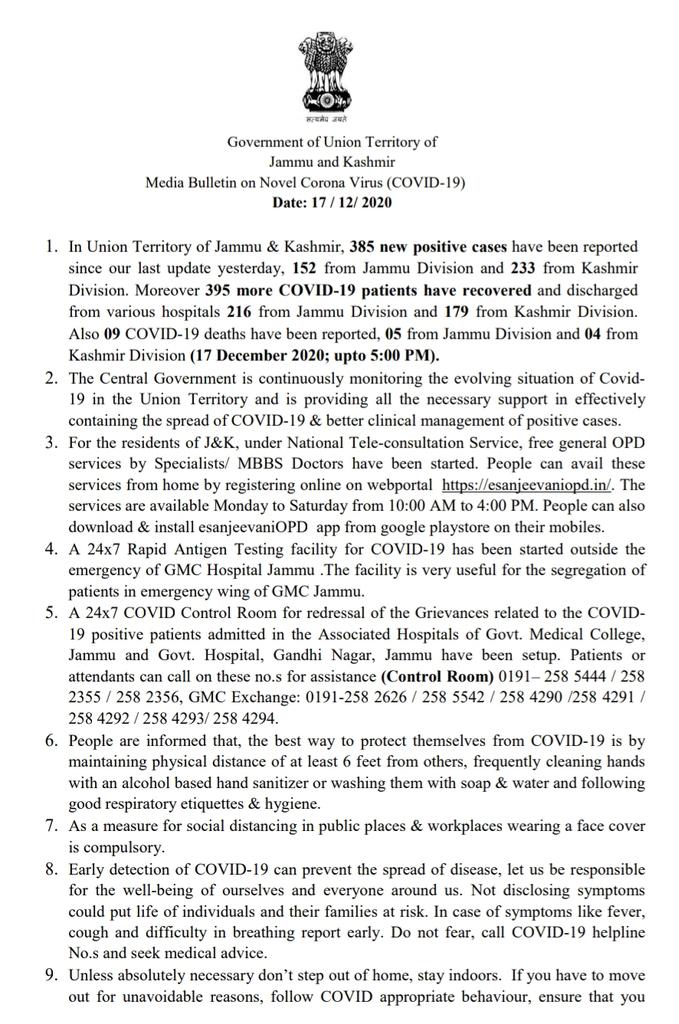 सत्यमेव जयते
Government of Union Territory of
Jammu and Kashmir
Media Bulletin on Novel Corona Virus (COVID-19)
Date: 17 / 12/ 2020
1. In Union Territory of Jammu & Kashmir, 385 new positive cases have been reported
since our last update yesterday, 152 from Jammu Division and 233 from Kashmir
Division. Moreover 395 more COVID-19 patients have recovered and discharged
from various hospitals 216 from Jammu Division and 179 from Kashmir Division.
Also 09 COVID-19 deaths have been reported, 05 from Jammu Division and 04 from
Kashmir Division (17 December 2020; upto 5:00 PM).
2. The Central Government is continuously monitoring the evolving situation of Covid-
19 in the Union Territory and is providing all the necessary support in effectively
containing the spread of COVID-19 & better clinical management of positive cases.
3. For the residents of J&K, under National Tele-consultation Service, free general OPD
services by Specialists/ MBBS Doctors have been started. People can avail these
services from home by registering online on webportal https://esanjeevaniopd.in/. The
services are available Monday to Saturday from 10:00 AM to 4:00 PM. People can also
download & install esanjeevaniOPD app from google playstore on their mobiles.
4. A 24x7 Rapid Antigen Testing facility for COVID-19 has been started outside the
emergency of GMC Hospital Jammu .The facility is very useful for the segregation of
patients in emergency wing of GMC Jammu.
5. A 24x7 COVID Control Room for redressal of the Grievances related to the COVID-
19 positive patients admitted in the Associated Hospitals of Govt. Medical College,
Jammu and Govt. Hospital, Gandhi Nagar, Jammu have been setup. Patients or
attendants can call on these no.s for assistance (Control Room) 0191– 258 5444 / 258
2355 / 258 2356, GMC Exchange: 0191-258 2626 / 258 5542 / 258 4290 /258 4291 /
258 4292 / 258 4293/ 258 4294.
6. People are informed that, the best way to protect themselves from COVID-19 is by
maintaining physical distance of at least 6 feet from others, frequently cleaning hands
with an alcohol based hand sanitizer or washing them with soap & water and following
good respiratory etiquettes & hygiene.
7. As a measure for social distancing in public places & workplaces wearing a face cover
is compulsory.
8. Early detection of COVID-19 can prevent the spread of disease, let us be responsible
for the well-being of ourselves and everyone around us. Not disclosing symptoms
could put life of individuals and their families at risk. In case of symptoms like fever,
cough and difficulty in breathing report early. Do not fear, call COVID-19 helpline
No.s and seek medical advice.
9. Unless absolutely necessary don’t step out of home, stay indoors. If you have to move
out for unavoidable reasons, follow COVID appropriate behaviour, ensure that you